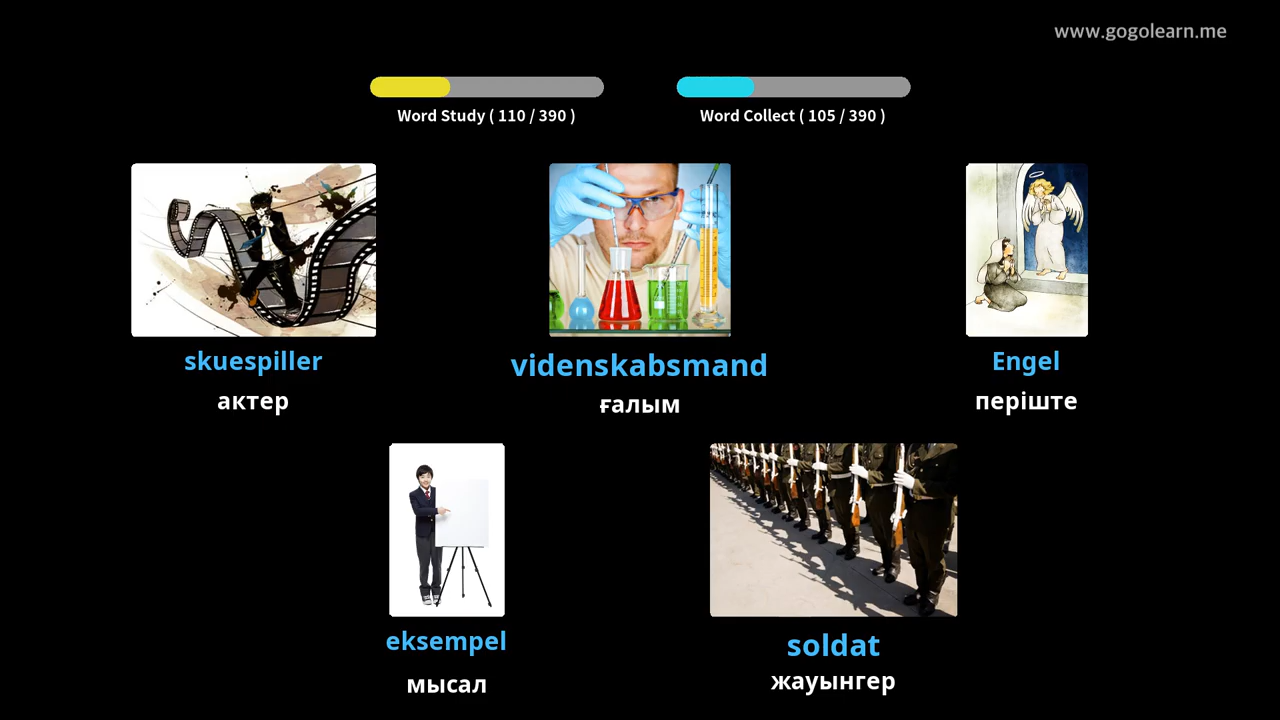 www.gogolearn.me
Word Study ( 110 / 390 )
Word Collect ( 105 / 390 )
skuespiller
актер
videnskabsmand
ғалым
Engel
періште
eksempel
мысал
soldat
жауынгер